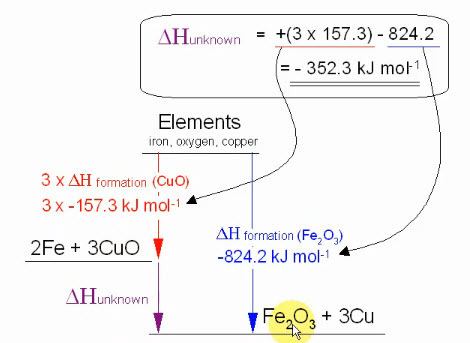 ΔHunknown = +(3 x 157.3) - 824.2
= - 352.3 kJ mol-1
Elements
iron, oxygen, copper
3 x ΔH formation (CuO)
3 x -157.3 kJ mol-1
ΔH formation (Fe2O3)
-824.2 kJ mol-1
2Fe + 3CuO
ΔHunknown
Fe2O3 + 3Cu